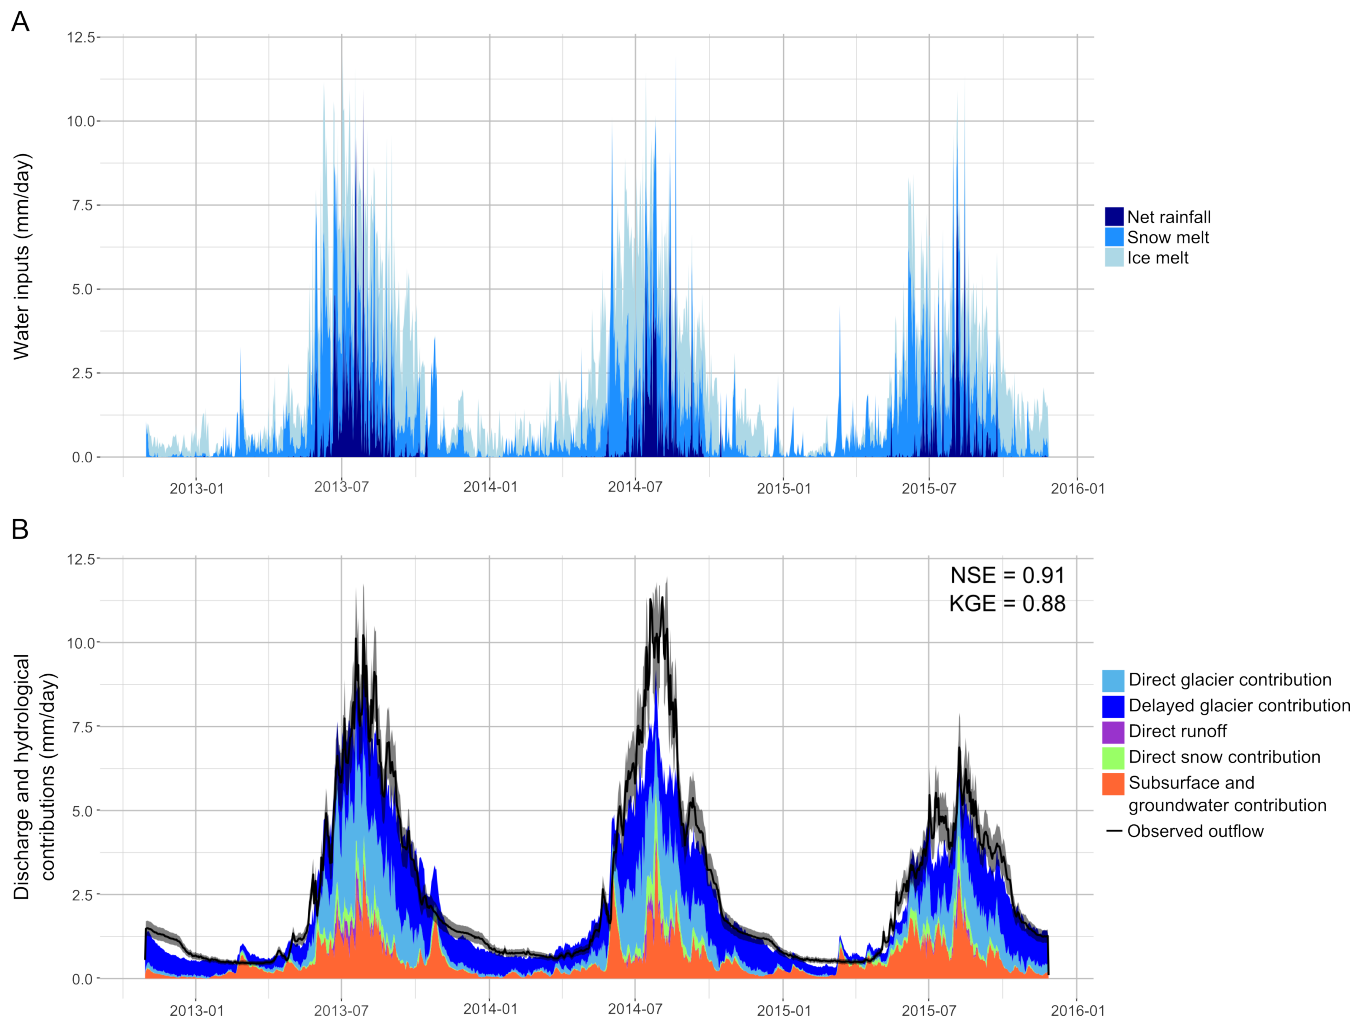 A
12.5
10.0
7.5
5.0
2.5
0.0
Water inputs (mm/day)
2013-01
2013-07
2014-01
2014-07
2015-01
2015-07
2016-01
Net rainfall
Snow melt
Ice melt
B
12.5
10.0
7.5
5.0
2.5
0.0
Discharge and hydrological
contributions (mm/day)
NSE = 0.91
KGE = 0.88
2013-01
2013-07
2014-01
2014-07
2015-01
2015-07
2016-01
Direct glacier contribution
Delayed glacier contribution
Direct runoff
Direct snow contribution
Subsurface and
groundwater contribution
Observed outflow